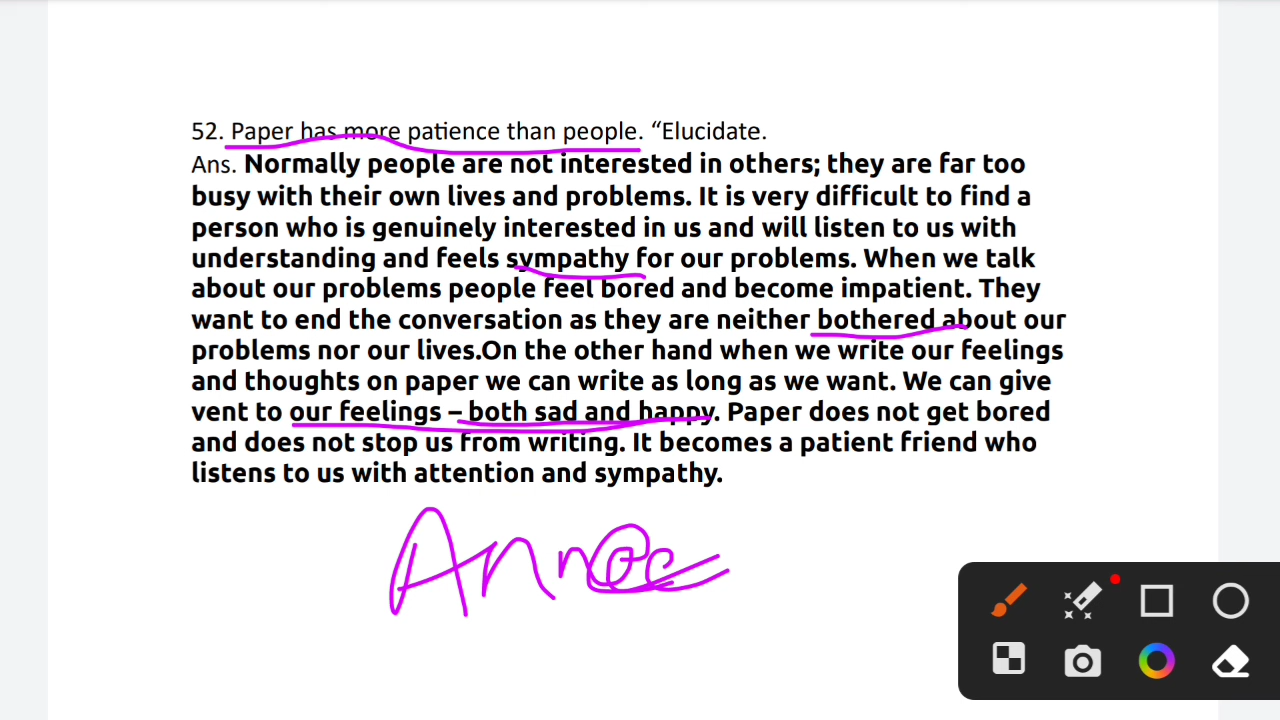 52. Paper has more patience than people. “Elucidate.
Ans. Normally people are not interested in others; they are far too
busy with their own lives and problems. It is very difficult to find a
person who is genuinely interested in us and will listen to us with
understanding and feels sympathy for our problems. When we talk
about our problems people feel bored and become impatient. They
want to end the conversation as they are neither bothered about our
problems nor our lives.On the other hand when we write our feelings
and thoughts on paper we can write as long as we want. We can give
vent to our feelings – both sad and happy. Paper does not get bored
and does not stop us from writing. It becomes a patient friend who
listens to us with attention and sympathy.